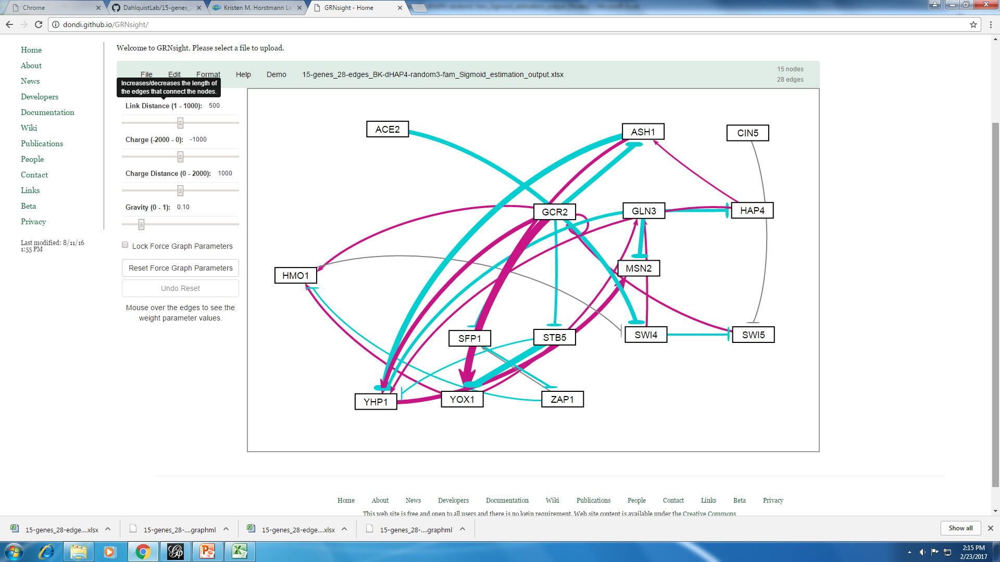 Chrome
DahlquistLab/15-genes_
Kristen M. Horstmann La
GRNsight - Home
dondi.github.io/GRNsight/
Home
About
News
Developers
Documentation
Wiki
Publications
People
Contact
Links
Beta
Privacy
Last modified: 8/11/16
1:55 PM
Welcome to GRNsight. Please select a file to upload.
File Edit Format Help Demo 15-genes_28-edges_BK-dHAP4-random3-fam_Sigmoid_estimation_output.xlsx
15 nodes
28 edges
Increases/decreases the length of
the edges that connect the nodes.
Link Distance (1 - 1000): 500
Charge (-2000 - 0): -1000
Charge Distance (0 - 2000): 1000
Gravity (0 - 1): 0.10
Lock Force Graph Parameters
Reset Force Graph Parameters
Undo Reset
Mouse over the edges to see the
weight parameter values.
ACE2
ASH1
CIN5
GCR2
GLN3
HAP4
HMO1
MSN2
SFP1
STB5
SWI4
SWI5
YHP1
YOX1
ZAP1
Home About News Developers Documentation Wiki Publications People Contact Links Beta Privacy
This web site is free and open to all users and there is no login requirement. Web site content is available under the Creative Commons
15-genes_28-edge....xlsx
15-genes_28-....graphml
15-genes_28-edge....xlsx
15-genes_28-....graphml
Show all
2:15 PM
2/23/2017